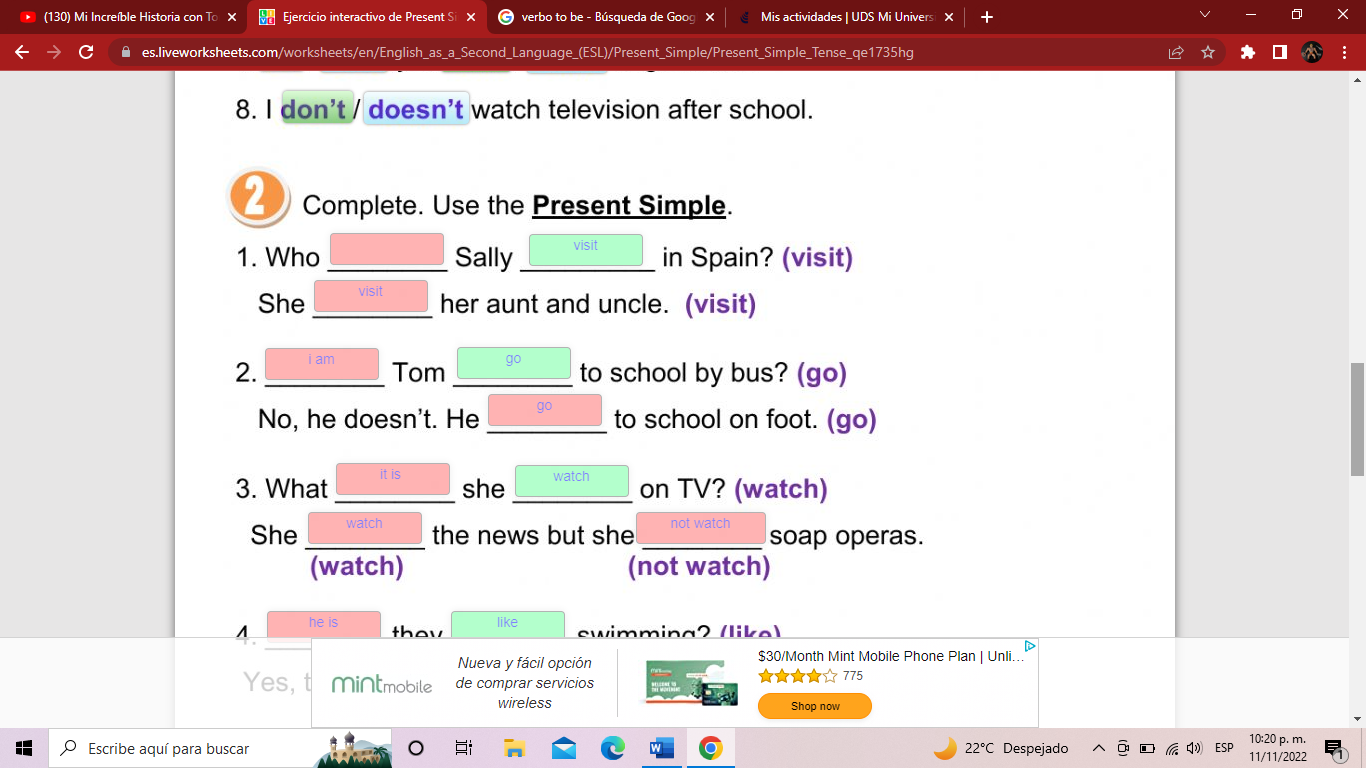 (130) Mi Increíble Historia con To
Ejercicio interactivo de Present Si
verbo to be - Búsqueda de Goog
Mis actividades | UDS Mi Univers
es.liveworksheets.com/worksheets/en/English_as_a_Second_Language_(ESL)/Present_Simple/Present_Simple_Tense_qe1735hg
8. I don't / doesn't watch television after school.
2 Complete. Use the Present Simple.
1. Who Sally visit in Spain? (visit)
She visit her aunt and uncle. (visit)
2. i am Tom go to school by bus? (go)
No, he doesn't. He go to school on foot. (go)
3. What it is she watch on TV? (watch)
She watch the news but she not watch soap operas.
(watch) (not watch)
4. he is they like swimming? (like)
Yes, t
mintmobile
Nueva y fácil opción
de comprar servicios
wireless
$30/Month Mint Mobile Phone Plan | Unli...
775
Shop now
Escribe aquí para buscar
22°C Despejado
ESP
10:20 p. m.
11/11/2022
1